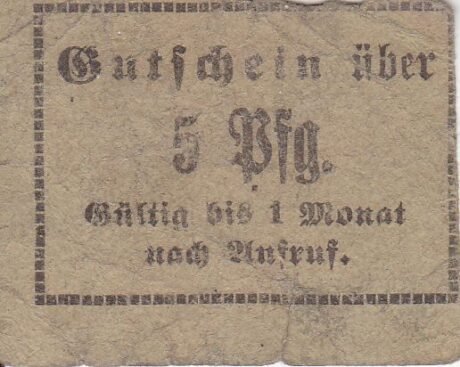 Gutschein über
5 Pfg.
Gültig bis 1 Monat
nach Aufruf.